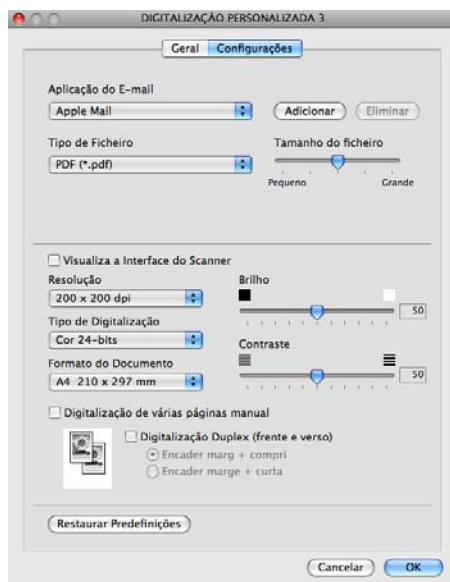 DIGITALIZAÇÃO PERSONALIZADA 3
Geral Configurações
Aplicação do E-mail
Apple Mail Adicionar Eliminar
Tipo de Ficheiro Tamanho do ficheiro
PDF (*.pdf)
Pequeno Grande
Visualiza a Interface do Scanner
Resolução Brilho
200 x 200 dpi 50
Tipo de Digitalização
Cor 24-bits Contraste
Formato do Documento
A4 210 x 297 mm 50
Digitalização de várias páginas manual
Digitalização Duplex (frente e verso)
Encader marg + compri
Encader marge + curta
Restaurar Predefinições
Cancelar OK